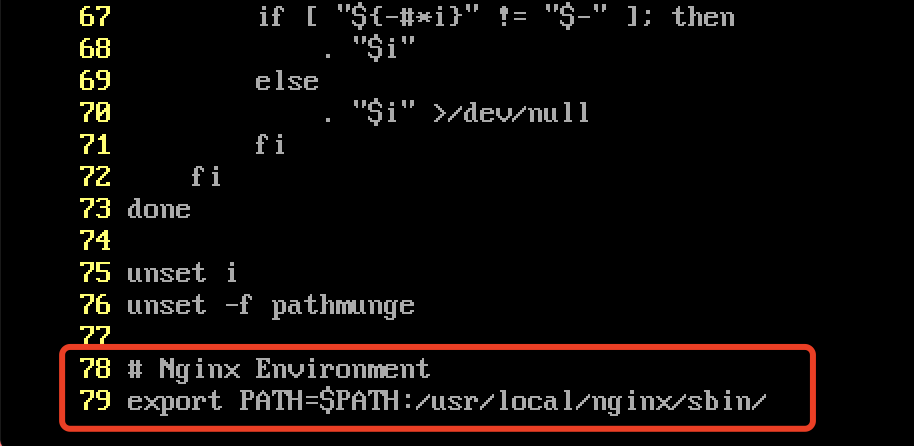 67         if [ "${-#*i}" != "$-" ]; then
68             . "$i"
69         else
70             . "$i" >/dev/null
71         fi
72     fi
73 done
74
75 unset i
76 unset -f pathmunge
77
78 # Nginx Environment
79 export PATH=$PATH:/usr/local/nginx/sbin/